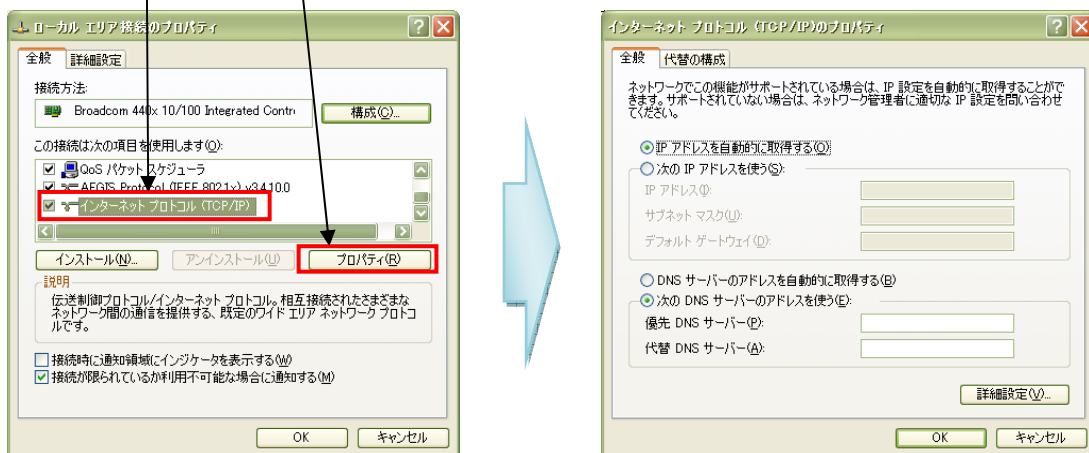 ローカル エリア接続のプロパティ
全般
詳細設定
接続方法:
Broadcom 440x 10/100 Integrated Contr
構成(C)...
この接続は次の項目を使用します(O):
QoS パケット スケジューラ
AEGIS Protocol (IEEE 802.1x) v3.4.10.0
インターネット プロトコル (TCP/IP)
インストール(N)...
アンインストール(U)
プロパティ(R)
説明
伝送制御プロトコル/インターネット プロトコル。相互接続されたさまざまな
ネットワーク間の通信を提供する、既定のワイド エリア ネットワーク プロトコ
ルです。
接続時に通知領域にインジケータを表示する(W)
接続が限られているか利用不可能な場合に通知する(M)
OK
キャンセル
インターネット プロトコル (TCP/IP)のプロパティ
全般
代替の構成
ネットワークでこの機能がサポートされている場合は、IP 設定を自動的に取得することがで
きます。サポートされていない場合は、ネットワーク管理者に適切な IP 設定を問い合わせ
てください。
IP アドレスを自動的に取得する(O)
次の IP アドレスを使う(S):
IP アドレス(I):
サブネット マスク(U):
デフォルト ゲートウェイ(D):
DNS サーバーのアドレスを自動的に取得する(B)
次の DNS サーバーのアドレスを使う(E):
優先 DNS サーバー(P):
代替 DNS サーバー(A):
詳細設定(V)...
OK
キャンセル